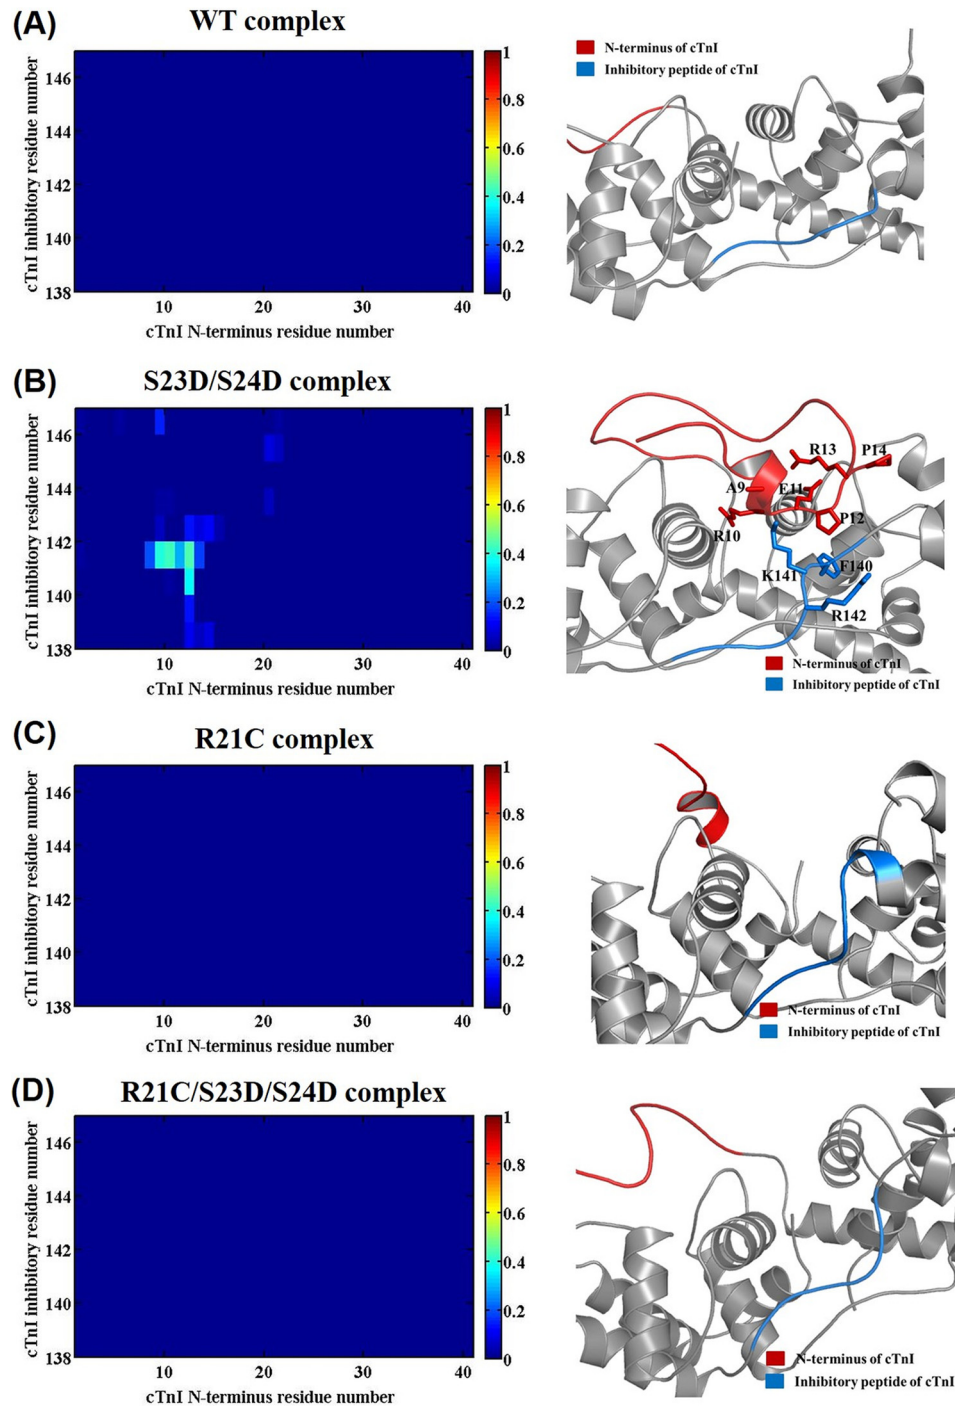 (A)
WT complex
cTnI inhibitory residue number
146
144
142
140
138
10
20
30
40
cTnI N-terminus residue number
1
0.8
0.6
0.4
0.2
0
N-terminus of cTnI
Inhibitory peptide of cTnI
(B)
S23D/S24D complex
cTnI inhibitory residue number
146
144
142
140
138
10
20
30
40
cTnI N-terminus residue number
1
0.8
0.6
0.4
0.2
0
R13
P14
A9
E11
R10
P12
K141
F140
R142
N-terminus of cTnI
Inhibitory peptide of cTnI
(C)
R21C complex
cTnI inhibitory residue number
146
144
142
140
138
10
20
30
40
cTnI N-terminus residue number
1
0.8
0.6
0.4
0.2
0
N-terminus of cTnI
Inhibitory peptide of cTnI
(D)
R21C/S23D/S24D complex
cTnI inhibitory residue number
146
144
142
140
138
10
20
30
40
cTnI N-terminus residue number
1
0.8
0.6
0.4
0.2
0
N-terminus of cTnI
Inhibitory peptide of cTnI